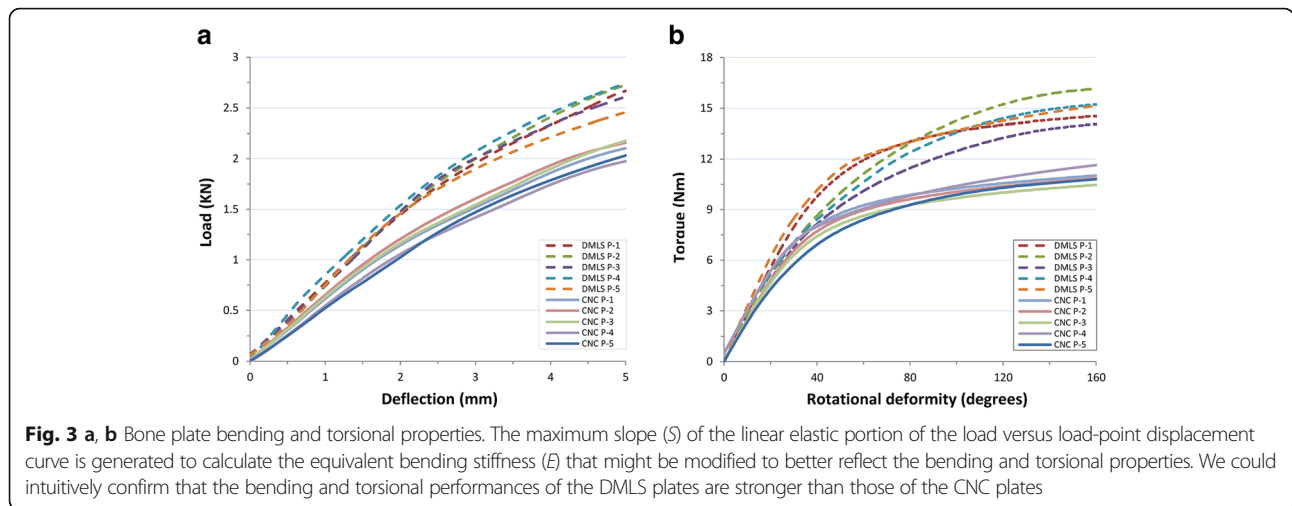 a
3
2.5
2
1.5
1
0.5
0
Load (KN)
0 1 2 3 4 5
Deflection (mm)
DMLS P-1
DMLS P-2
DMLS P-3
DMLS P-4
DMLS P-5
CNC P-1
CNC P-2
CNC P-3
CNC P-4
CNC P-5
b
18
15
12
9
6
3
0
Torque (Nm)
0 40 80 120 160
Rotational deformity (degrees)
DMLS P-1
DMLS P-2
DMLS P-3
DMLS P-4
DMLS P-5
CNC P-1
CNC P-2
CNC P-3
CNC P-4
CNC P-5
Fig. 3 a, b Bone plate bending and torsional properties. The maximum slope (S) of the linear elastic portion of the load versus load-point displacement
curve is generated to calculate the equivalent bending stiffness (E) that might be modified to better reflect the bending and torsional properties. We could
intuitively confirm that the bending and torsional performances of the DMLS plates are stronger than those of the CNC plates